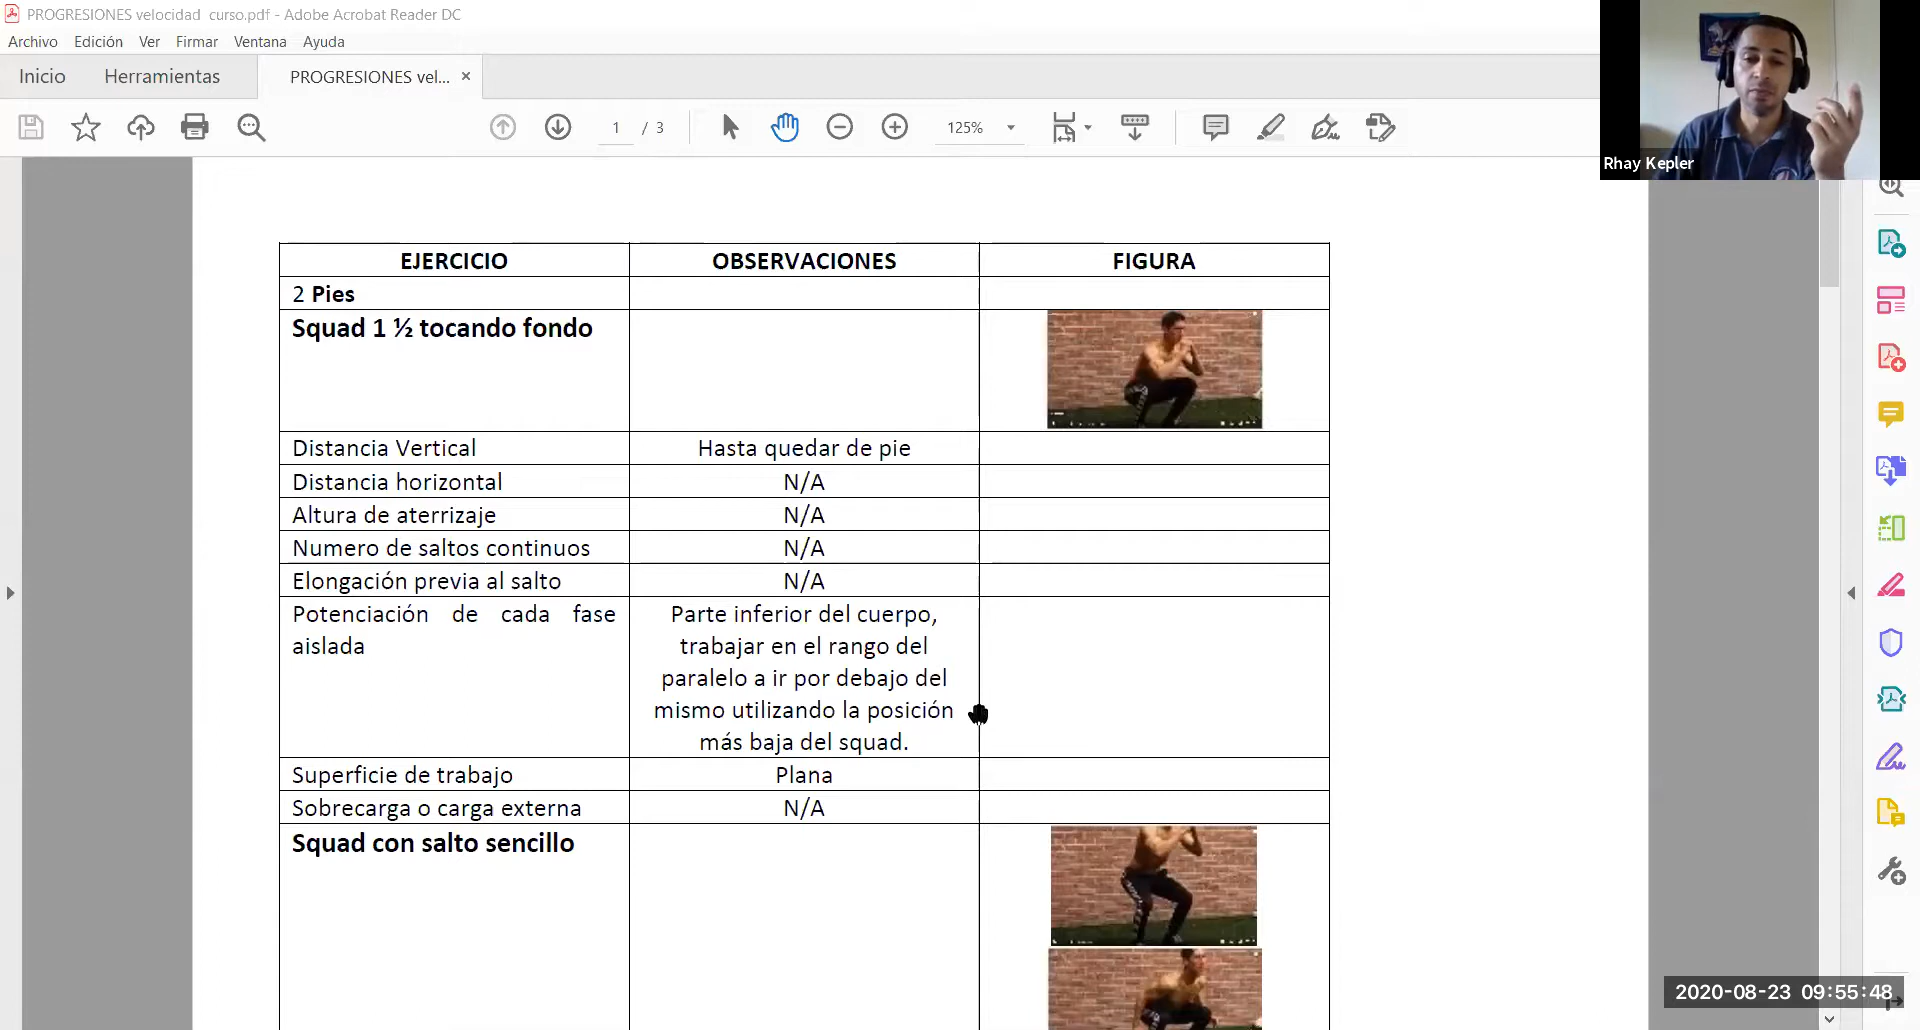 PROGRESIONES velocidad  curso.pdf - Adobe Acrobat Reader DC
Archivo Edición Ver Firmar Ventana Ayuda
Inicio Herramientas PROGRESIONES vel... ×
1 / 3 125%
Rhay Kepler
EJERCICIO OBSERVACIONES FIGURA
2 Pies
Squad 1 ½ tocando fondo
Distancia Vertical Hasta quedar de pie
Distancia horizontal N/A
Altura de aterrizaje N/A
Numero de saltos continuos N/A
Elongación previa al salto N/A
Potenciación de cada fase aislada
Parte inferior del cuerpo,
trabajar en el rango del
paralelo a ir por debajo del
mismo utilizando la posición
más baja del squad.
Superficie de trabajo Plana
Sobrecarga o carga externa N/A
Squad con salto sencillo
2020-08-23 09:55:48